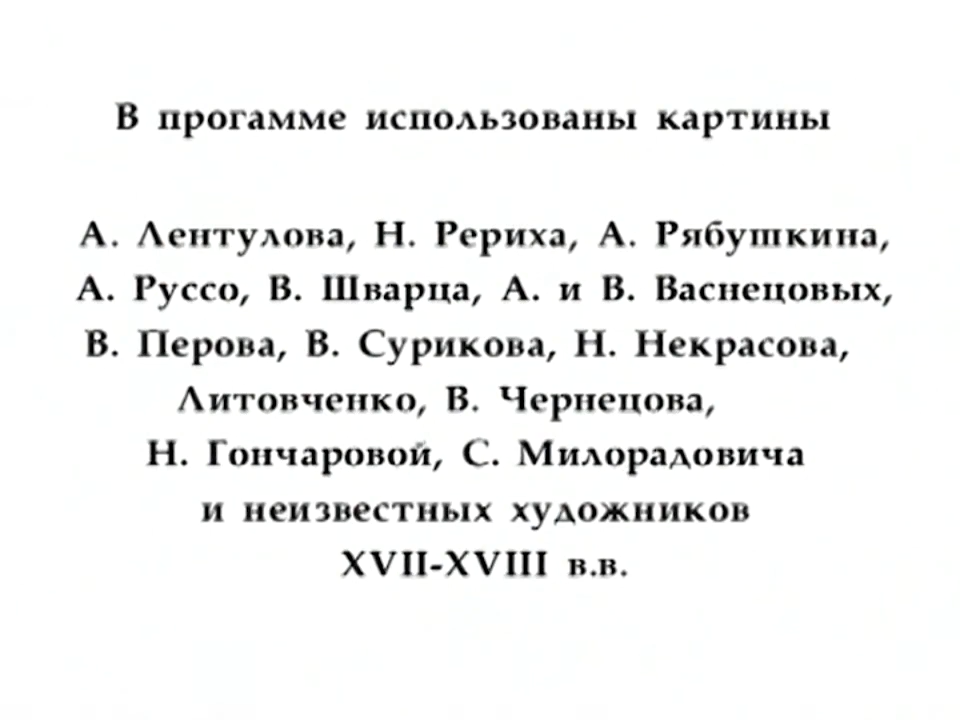 В прогамме использованы картины
А. Лентулова, Н. Рериха, А. Рябушкина,
А. Руссо, В. Шварца, А. и В. Васнецовых,
В. Перова, В. Сурикова, Н. Некрасова,
Литовченко, В. Чернецова,
Н. Гончаровой, С. Милорадовича
и неизвестных художников
XVII-XVIII в.в.